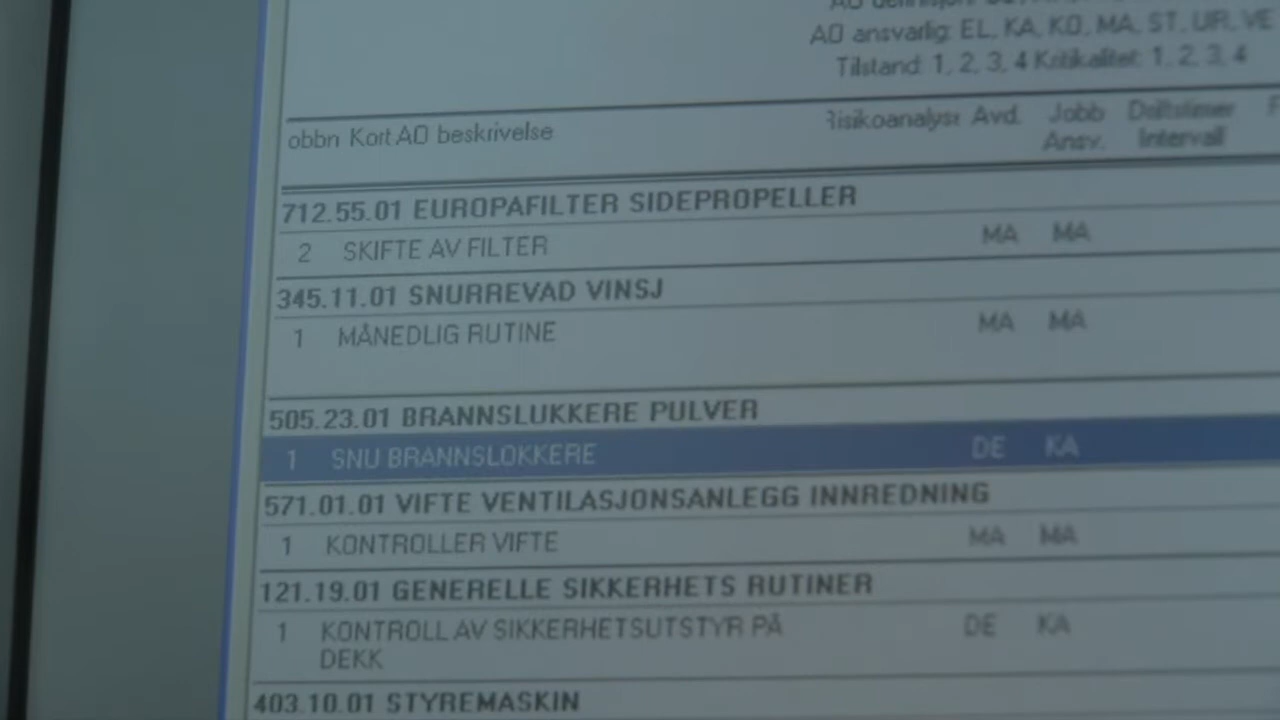 AO ansvarlig: EL, KA, KO, MA, ST, UR, VE
Tilstand: 1, 2, 3, 4 Kritikalitet: 1, 2, 3, 4
obbn Kort AO beskrivelse Risikoanalyse Avd. Jobb Ansv. Driftstimer Intervall
712.55.01 EUROPAFILTER SIDEPROPELLER
2 SKIFTE AV FILTER MA MA
345.11.01 SNURREVAD VINSJ
1 MÅNEDLIG RUTINE MA MA
505.23.01 BRANNSLUKKERE PULVER
1 SNU BRANNSLOKKERE DE KA
571.01.01 VIFTE VENTILASJONSANLEGG INNREDNING
1 KONTROLLER VIFTE MA MA
121.19.01 GENERELLE SIKKERHETS RUTINER
1 KONTROLL AV SIKKERHETSUTSTYR PÅ DE KA
DEKK
403.10.01 STYREMASKIN